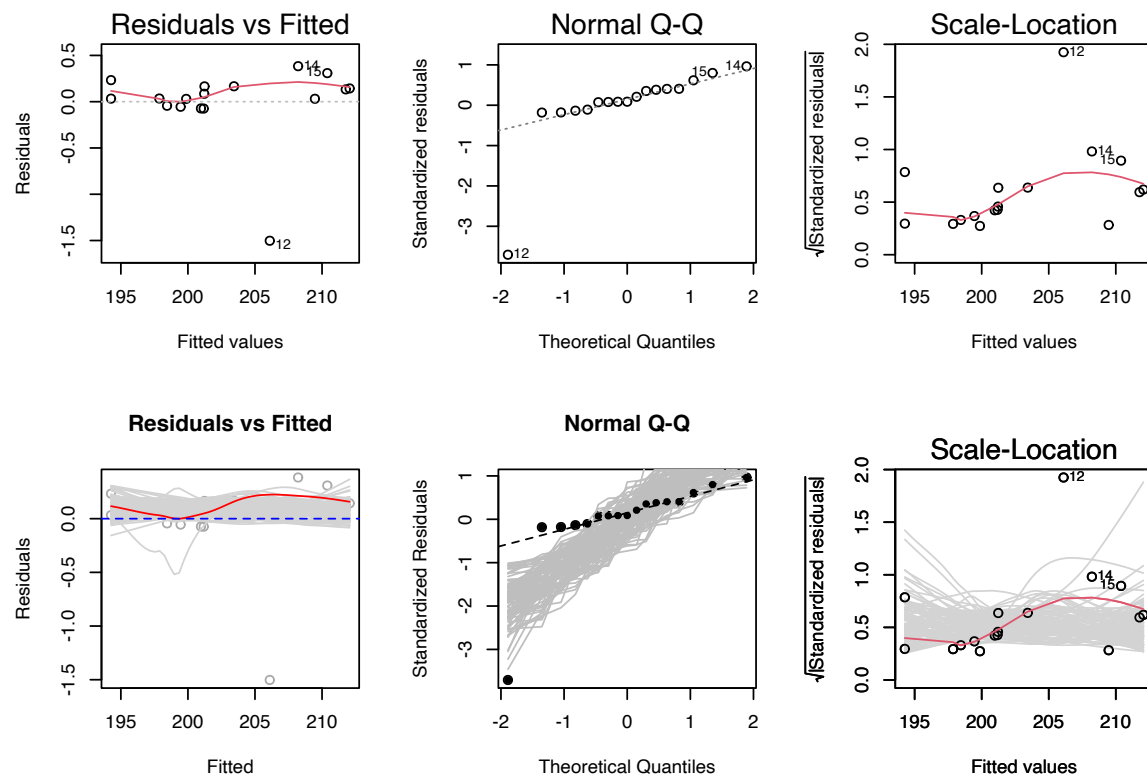 Residuals vs Fitted
Residuals
0.5
0.0
-0.5
-1.5
14
15
12
195 200 205 210
Fitted values
Normal Q-Q
Standardized residuals
1
0
-1
-2
-3
15
14
12
-2 -1 0 1 2
Theoretical Quantiles
Scale-Location
√|Standardized residuals|
2.0
1.5
1.0
0.5
0.0
12
14
15
195 200 205 210
Fitted values
Residuals vs Fitted
Residuals
0.0
-0.5
-1.0
-1.5
195 200 205 210
Fitted
Normal Q-Q
Standardized Residuals
1
0
-1
-2
-3
-2 -1 0 1 2
Theoretical Quantiles
Scale-Location
√|Standardized residuals|
2.0
1.5
1.0
0.5
0.0
12
14
15
195 200 205 210
Fitted values